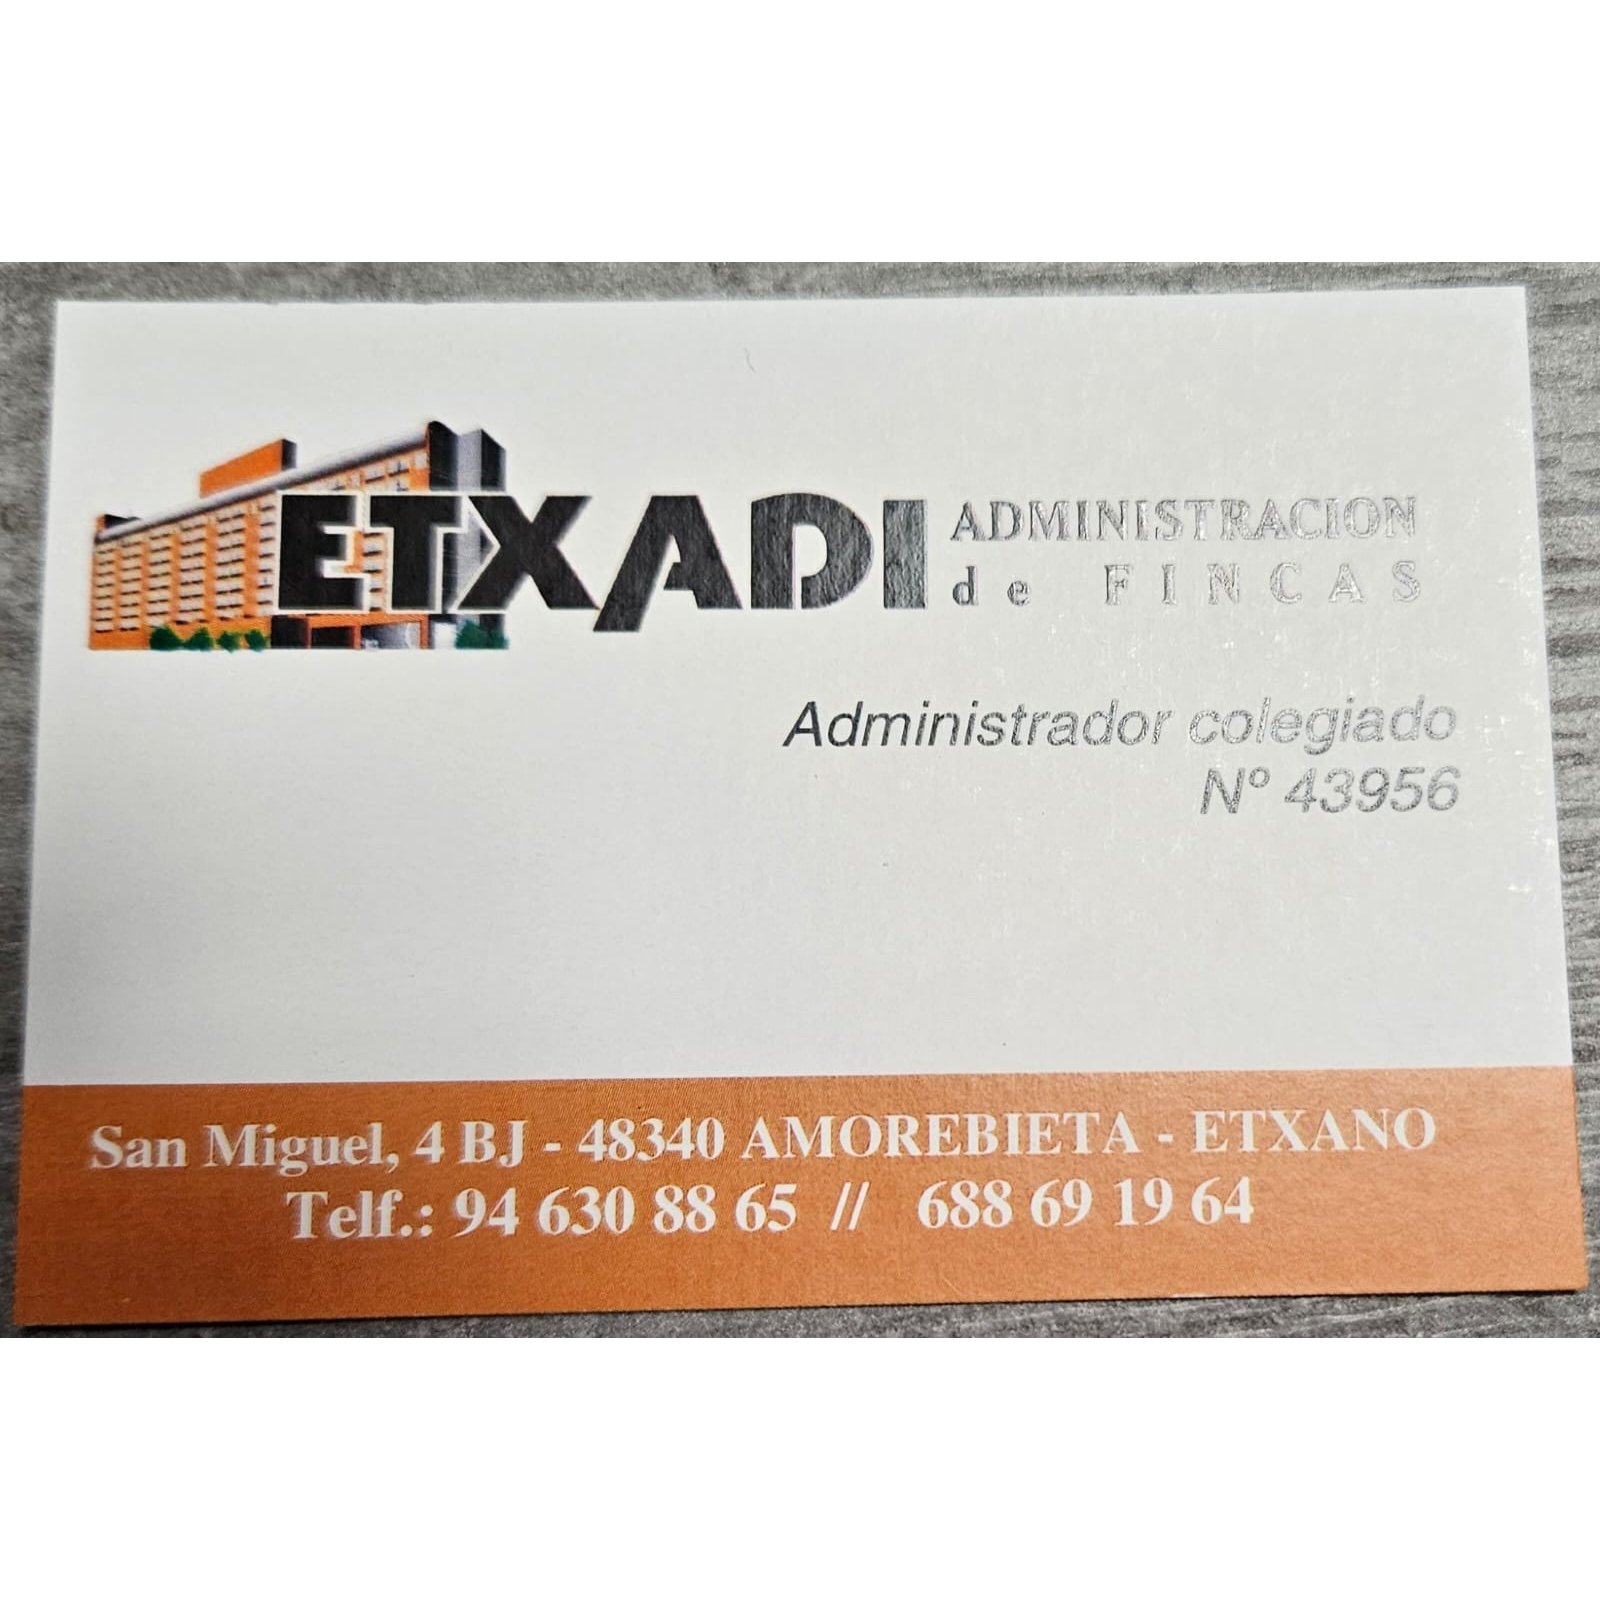 ETXADI ADMINISTRACION
de FINCAS
Administrador colegiado
Nº 43956
San Miguel, 4 BJ - 48340 AMOREBIETA - ETXANO
Telf.: 94 630 88 65 // 688 69 19 64